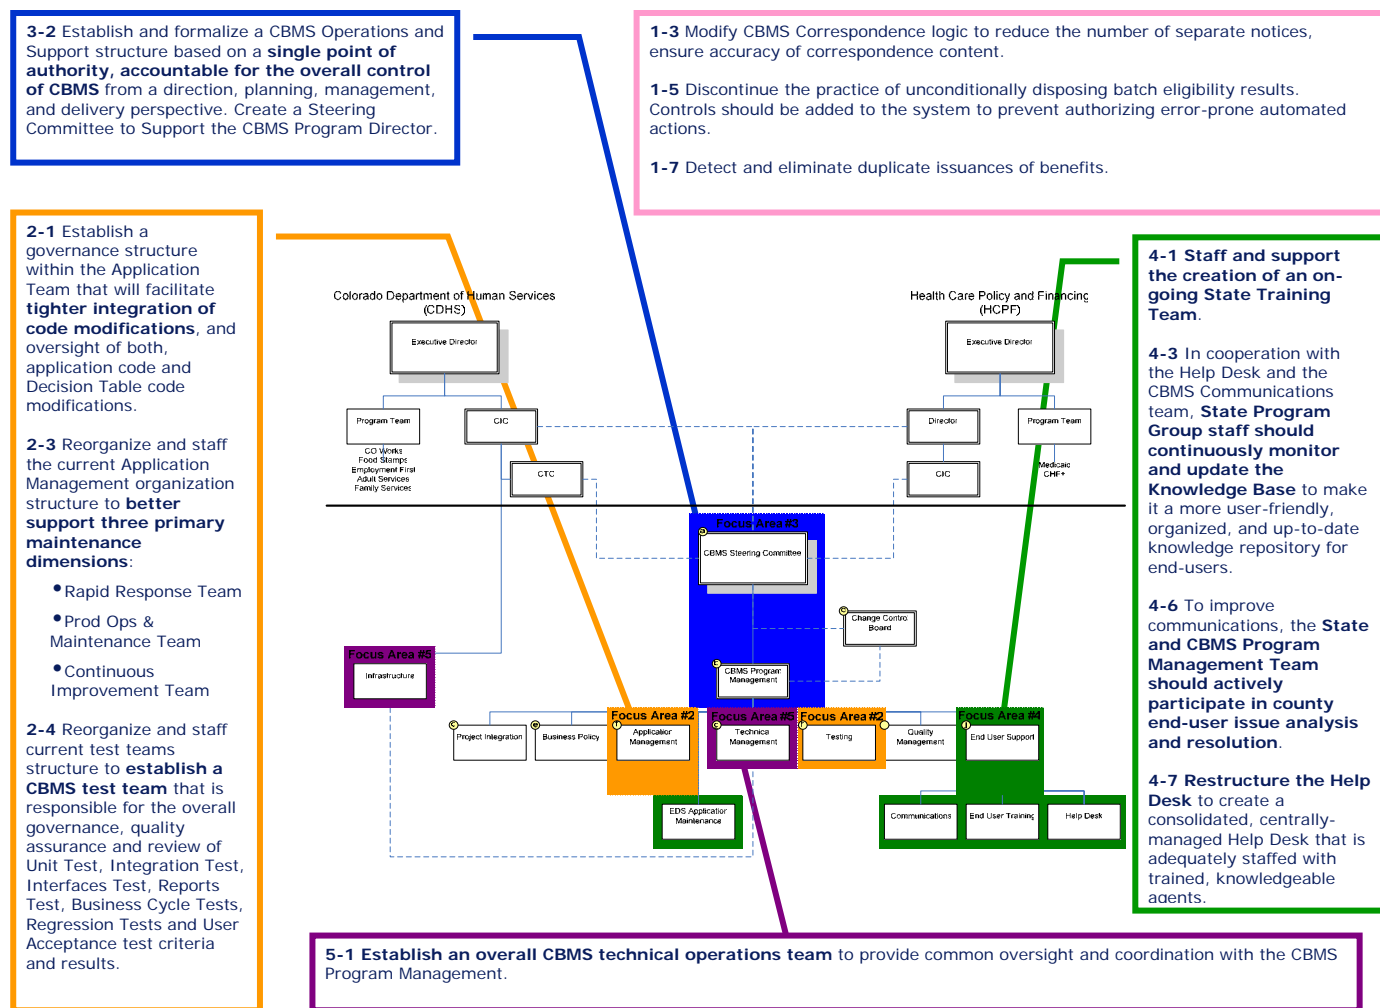 3-2 Establish and formalize a CBMS Operations and
Support structure based on a single point of
authority, accountable for the overall control
of CBMS from a direction, planning, management,
and delivery perspective. Create a Steering
Committee to Support the CBMS Program Director.
1-3 Modify CBMS Correspondence logic to reduce the number of separate notices,
ensure accuracy of correspondence content.
1-5 Discontinue the practice of unconditionally disposing batch eligibility results.
Controls should be added to the system to prevent authorizing error-prone automated
actions.
1-7 Detect and eliminate duplicate issuances of benefits.
2-1 Establish a
governance structure
within the Application
Team that will facilitate
tighter integration of
code modifications, and
oversight of both,
application code and
Decision Table code
modifications.
2-3 Reorganize and staff
the current Application
Management organization
structure to better
support three primary
maintenance
dimensions:
•Rapid Response Team
•Prod Ops &
Maintenance Team
•Continuous
Improvement Team
2-4 Reorganize and staff
current test teams
structure to establish a
CBMS test team that is
responsible for the overall
governance, quality
assurance and review of
Unit Test, Integration Test,
Interfaces Test, Reports
Test, Business Cycle Tests,
Regression Tests and User
Acceptance test criteria
and results.
Colorado Department of Human Services
(CDHS)
Executive Director
Program Team
CO Works
Food Stamps
Employment First
Adult Services
Family Services
CIC
CTC
Health Care Policy and Financing
(HCPF)
Executive Director
Director
Program Team
CIC
Medicaid
CHP+
Focus Area #3
CBMS Steering Committee
Change Control
Board
CBMS Program
Management
Focus Area #5
Infrastructure
Project Integration
Business Policy
Focus Area #2
Application
Management
Focus Area #5
Technical
Management
Focus Area #2
Testing
Quality
Management
Focus Area #4
End User Support
EDS Application
Maintenance
Communications
End User Training
Help Desk
4-1 Staff and support
the creation of an on-
going State Training
Team.
4-3 In cooperation with
the Help Desk and the
CBMS Communications
team, State Program
Group staff should
continuously monitor
and update the
Knowledge Base to make
it a more user-friendly,
organized, and up-to-date
knowledge repository for
end-users.
4-6 To improve
communications, the State
and CBMS Program
Management Team
should actively
participate in county
end-user issue analysis
and resolution.
4-7 Restructure the Help
Desk to create a
consolidated, centrally-
managed Help Desk that is
adequately staffed with
trained, knowledgeable
agents.
5-1 Establish an overall CBMS technical operations team to provide common oversight and coordination with the CBMS
Program Management.